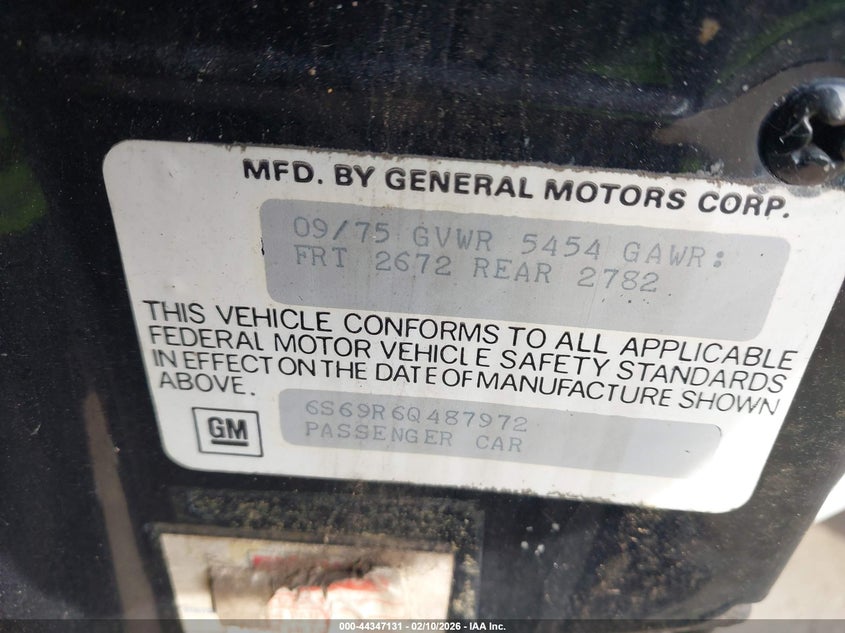 MFD. BY GENERAL MOTORS CORP.
09/75 GVWR 5454 GAWR:
FRT 2672 REAR 2782
THIS VEHICLE CONFORMS TO ALL APPLICABLE
FEDERAL MOTOR VEHICLE SAFETY STANDARDS
IN EFFECT ON THE DATE OF MANUFACTURE SHOWN
ABOVE.
GM
6S69R6Q487972
PASSENGER CAR
000-44347131 - 02/10/2026 - IAA Inc.